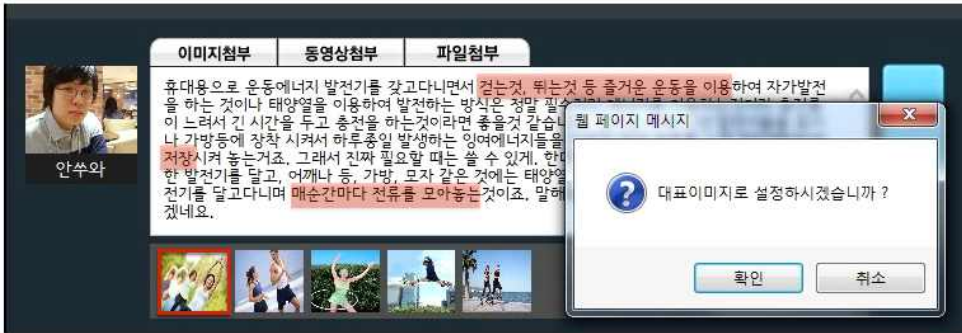 이미지첨부 동영상첨부 파일첨부
휴대용으로 운동에너지 발전기를 갖고다니면서 걷는것, 뛰는것 등 즐거운 운동을 이용하여 자가발전
을 하는 것이나 태양열을 이용하여 발전하는 방식은 정말
이 느려서 긴 시간을 두고 충전을 하는것이라면 좋을것 같습니
나 가방등에 장착 시켜서 하루종일 발생하는 잉여에너지들을
저장시켜 놓는거죠. 그래서 진짜 필요할 때는 쓸 수 있게.
한 발전기를 달고, 어깨나 등, 가방, 모자 같은 것에는 태양열
전기를 달고다니며 매순간마다 전류를 모아놓는것이죠. 말해
겠네요.
안쑤와
웹 페이지 메시지
대표이미지로 설정하시겠습니까 ?
확인 취소